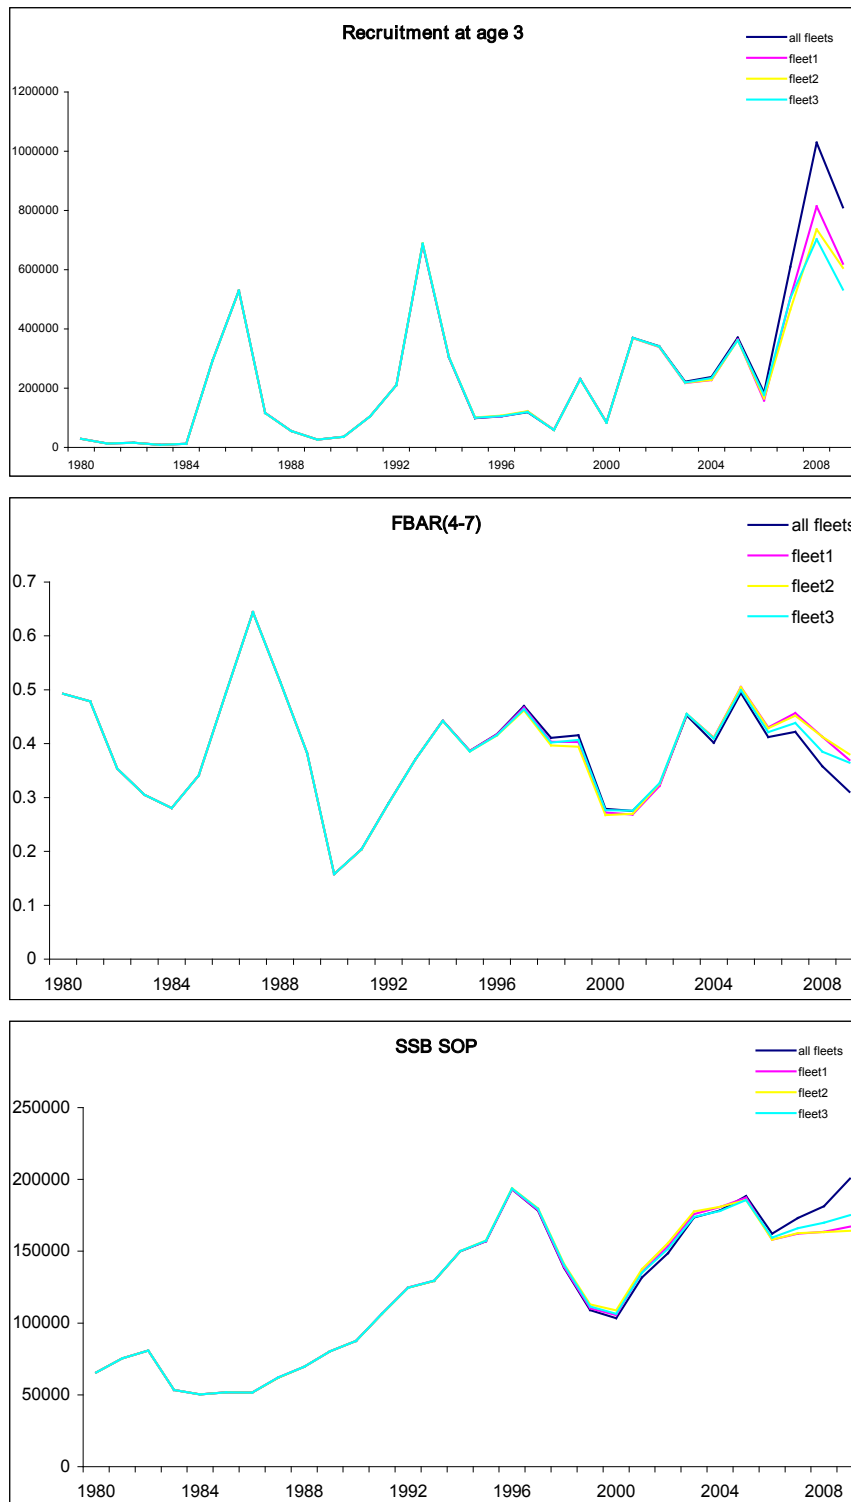 Recruitment at age 3
all fleets
fleet1
fleet2
fleet3
1200000
1000000
800000
600000
400000
200000
0
1980 1984 1988 1992 1996 2000 2004 2008
FBAR(4-7)
all fleets
fleet1
fleet2
fleet3
0.7
0.6
0.5
0.4
0.3
0.2
0.1
0
1980 1984 1988 1992 1996 2000 2004 2008
SSB SOP
all fleets
fleet1
fleet2
fleet3
250000
200000
150000
100000
50000
0
1980 1984 1988 1992 1996 2000 2004 2008